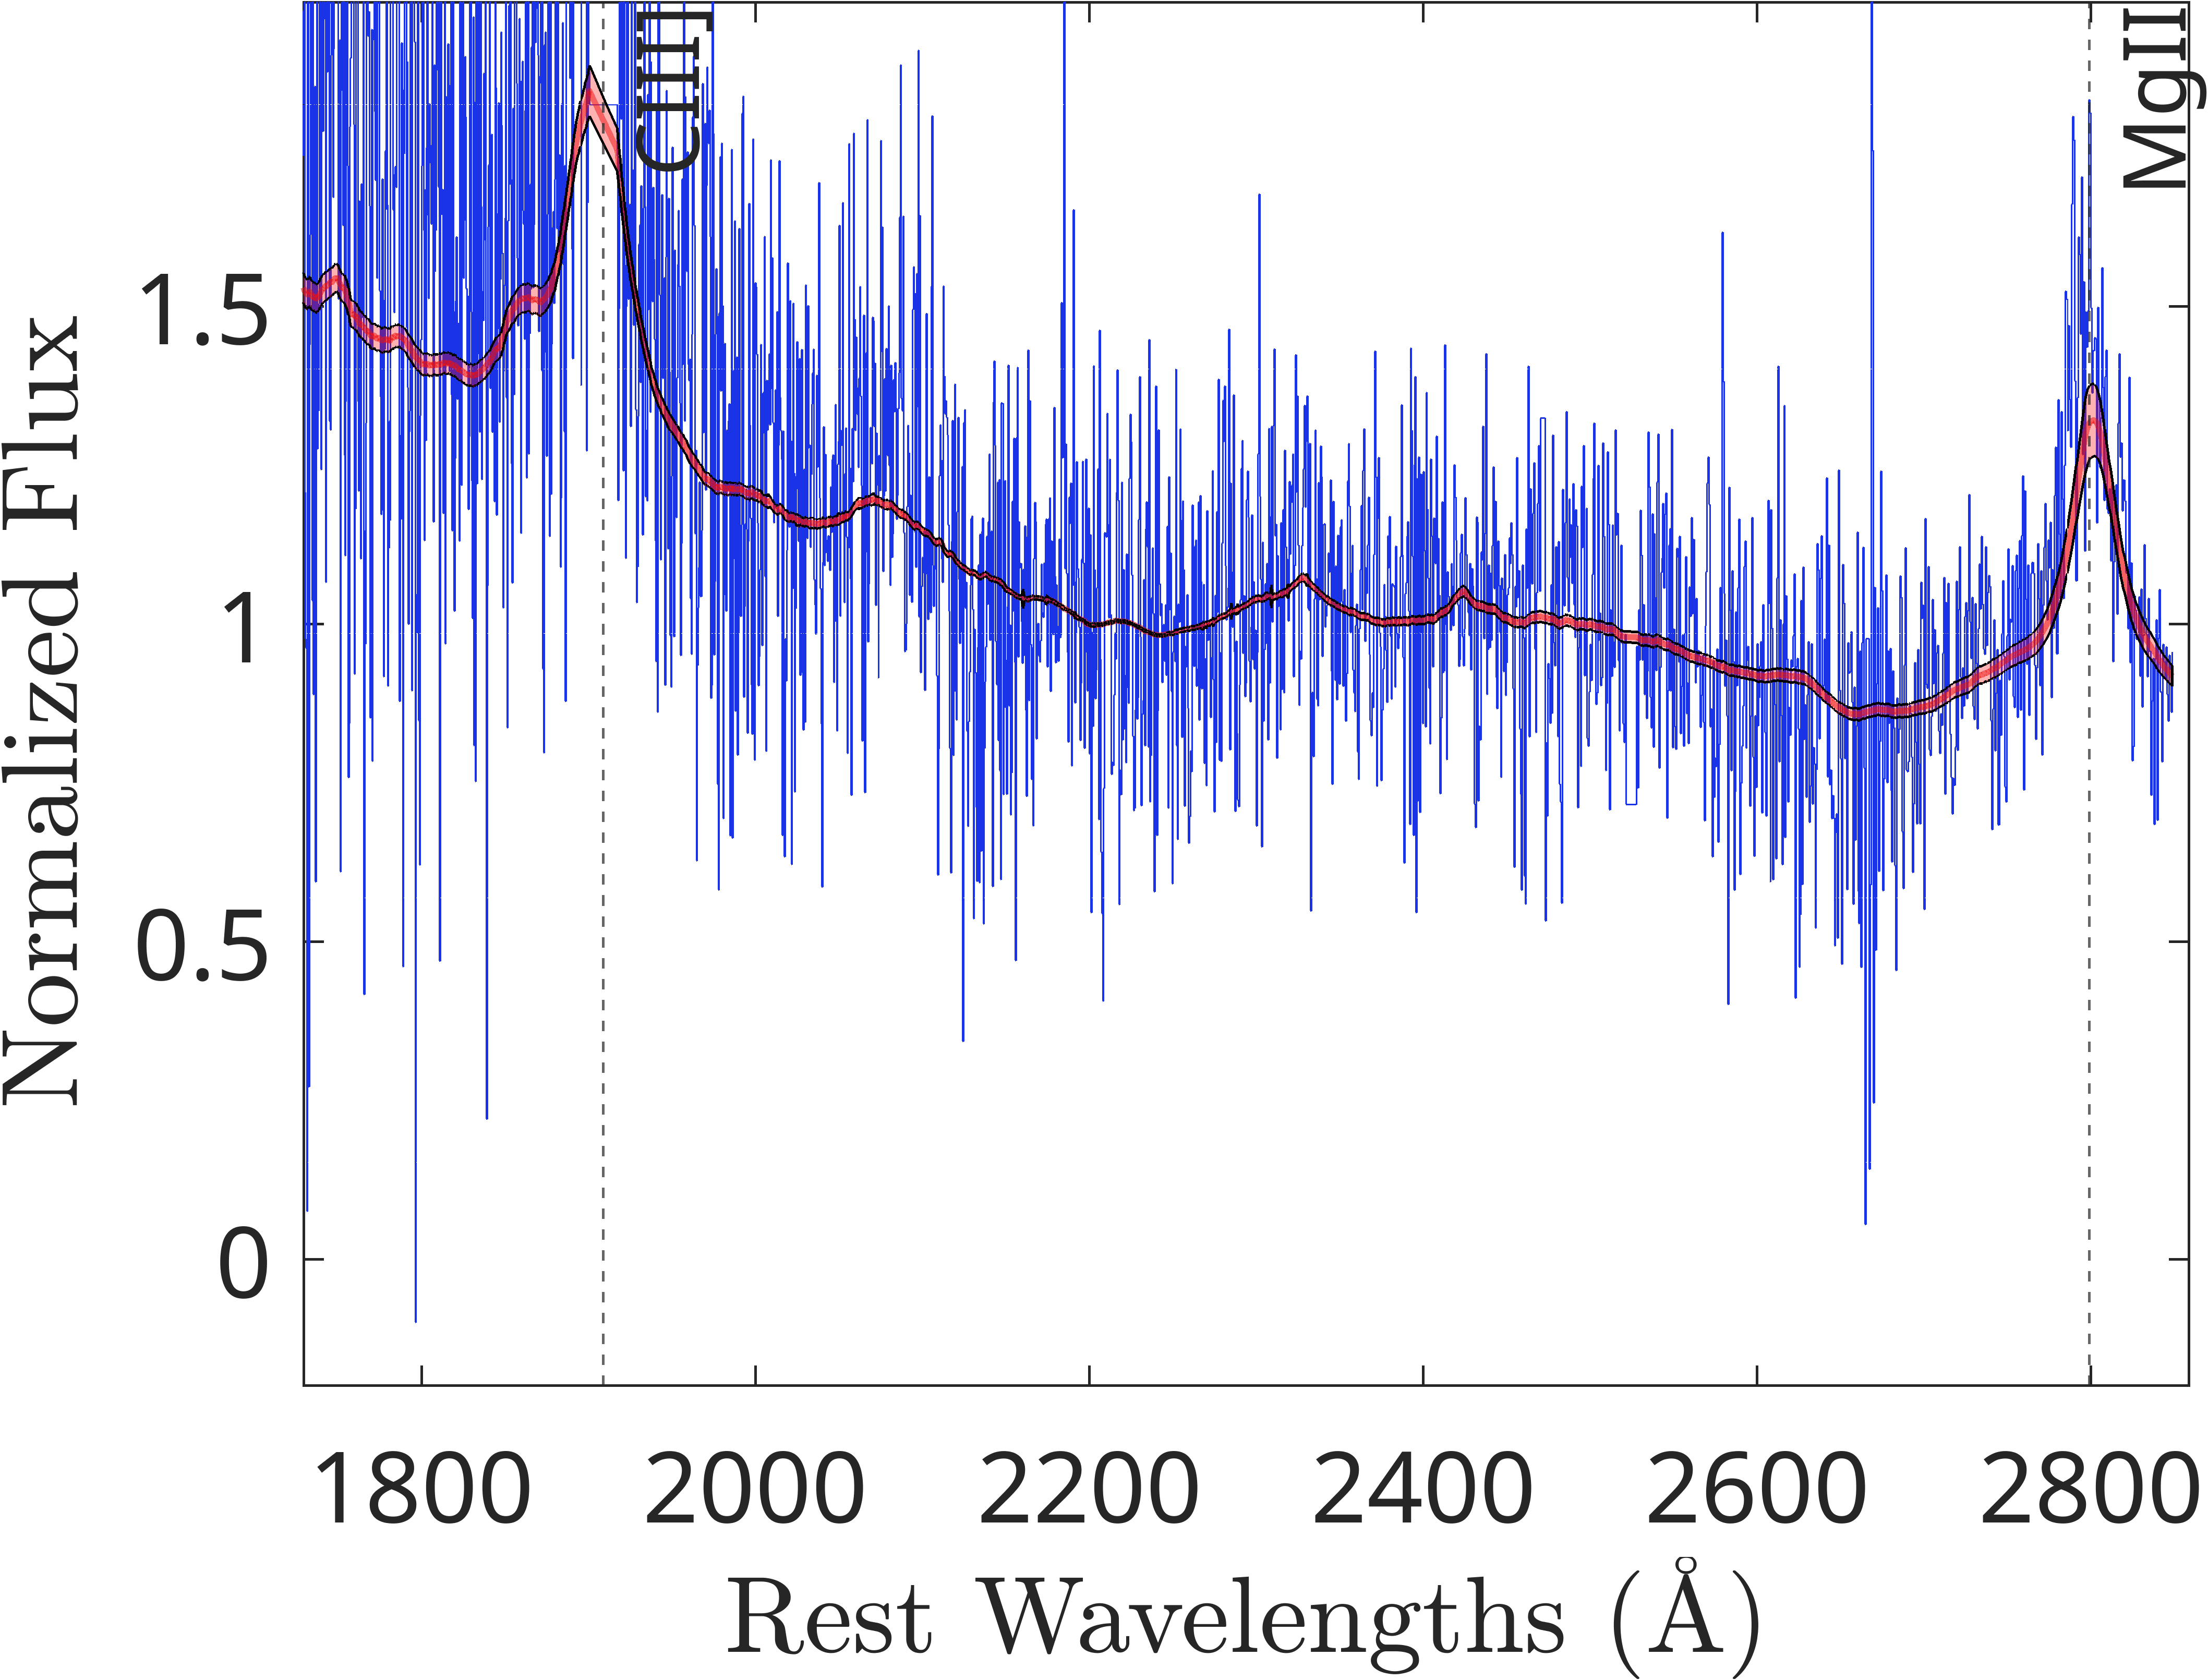 CIII]
MgII
1.5
1
0.5
0
Normalized Flux
1800 2000 2200 2400 2600 2800
Rest Wavelengths (Å)